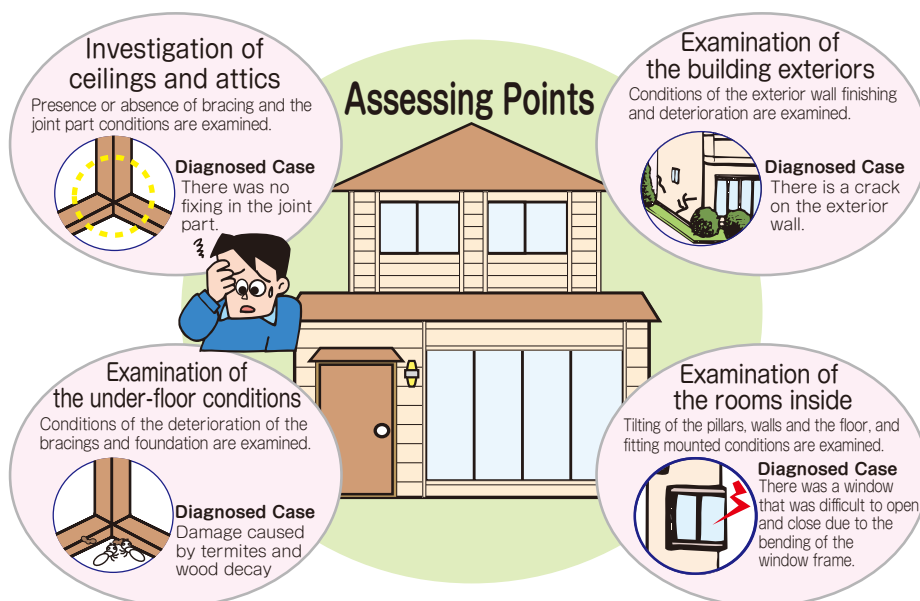 Assessing Points
Investigation of
ceilings and attics
Presence or absence of bracing and the
joint part conditions are examined.
Diagnosed Case
There was no
fixing in the joint
part.
Examination of
the building exteriors
Conditions of the exterior wall finishing
and deterioration are examined.
Diagnosed Case
There is a crack
on the exterior
wall.
Examination of
the under-floor conditions
Conditions of the deterioration of the
bracings and foundation are examined.
Diagnosed Case
Damage caused
by termites and
wood decay
Examination of
the rooms inside
Tilting of the pillars, walls and the floor, and
fitting mounted conditions are examined.
Diagnosed Case
There was a window
that was difficult to open
and close due to the
bending of the
window frame.